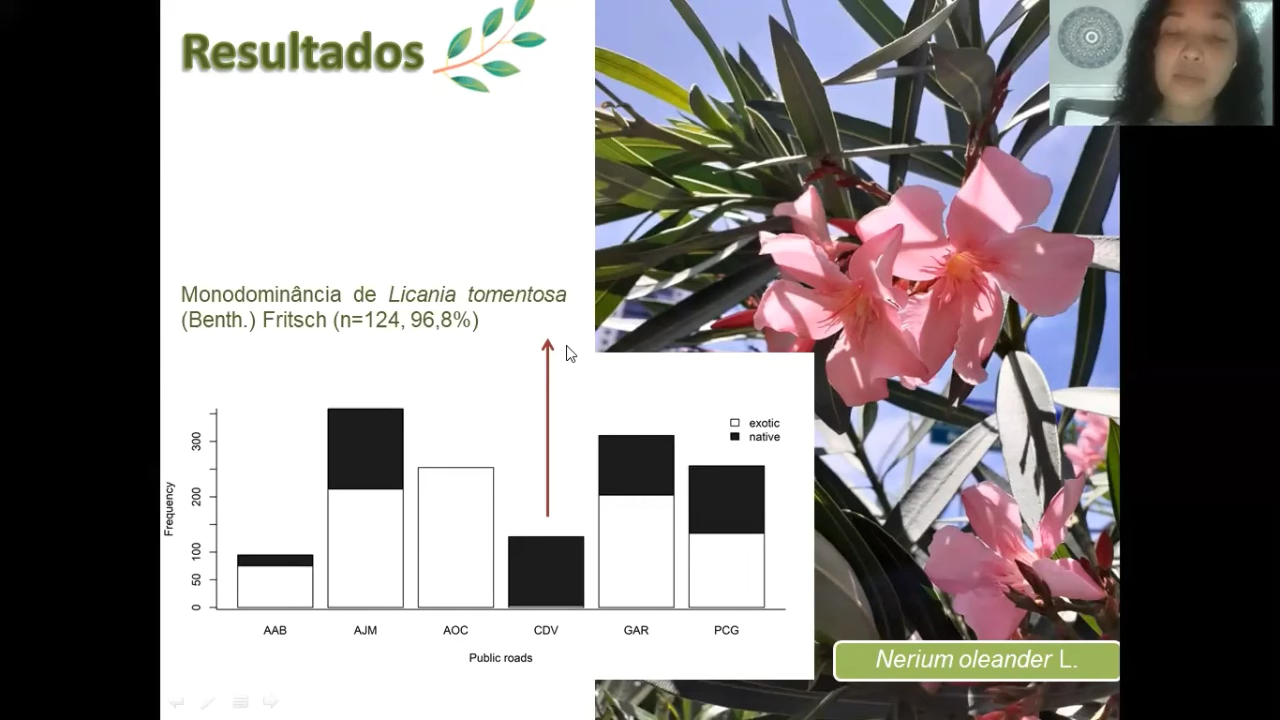 Resultados
Monodominância de Licania tomentosa
(Benth.) Fritsch (n=124, 96,8%)
exotic
native
Frequency
300
200
100
50
0
AAB AJM AOC CDV GAR PCG
Public roads
Nerium oleander L.